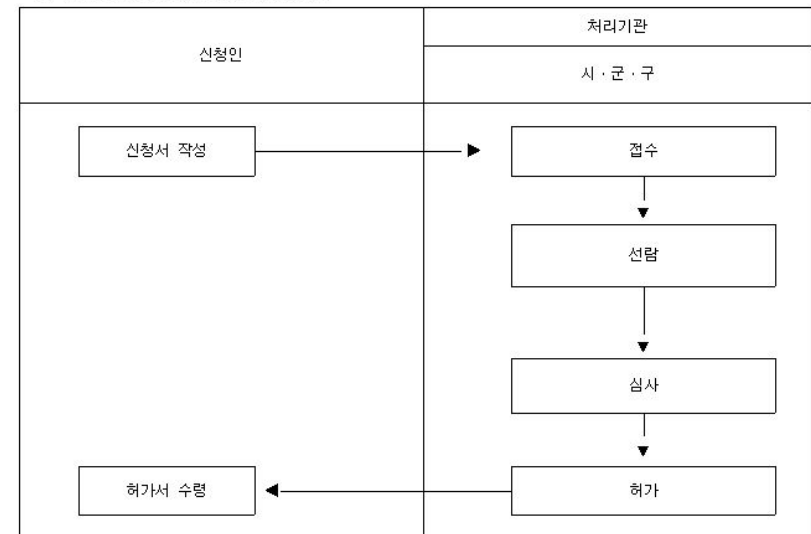 처리기관
신청인
시·군·구
신청서 작성
접수
선람
심사
허가서 수령
허가